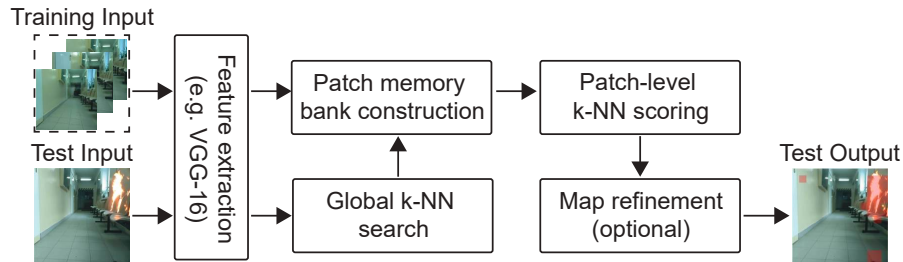 Training Input
Feature extraction
(e.g. VGG-16)
Patch memory
bank construction
Patch-level
k-NN scoring
Test Input
Global k-NN
search
Map refinement
(optional)
Test Output